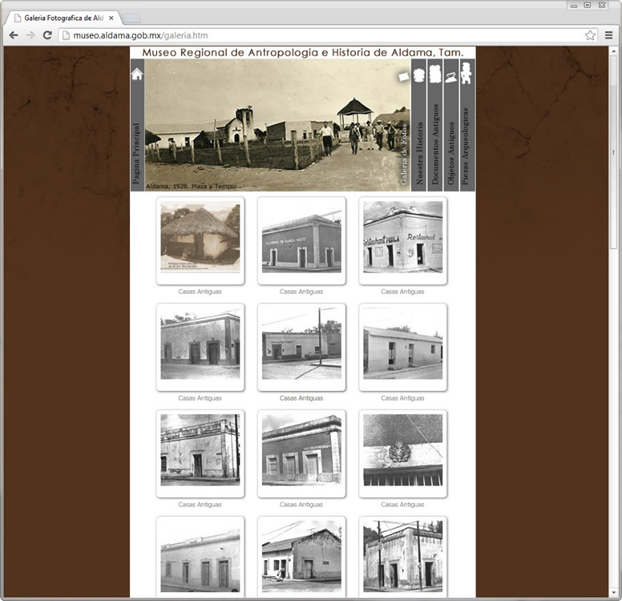 Galeria Fotografica de Ald
museo.aldama.gob.mx/galeria.htm
Museo Regional de Antropologia e Historia de Aldama, Tam.
Pagina Principal
Aldama, 1928. Plaza y Templo
Galeria de Fotos
Nuestra Historia
Documentos Antiguos
Objetos Antiguos
Piezas Arqueologicas
Restaurant
Casas Antiguas
Casas Antiguas
Casas Antiguas
Casas Antiguas
Casas Antiguas
Casas Antiguas
Casas Antiguas
Casas Antiguas
Casas Antiguas